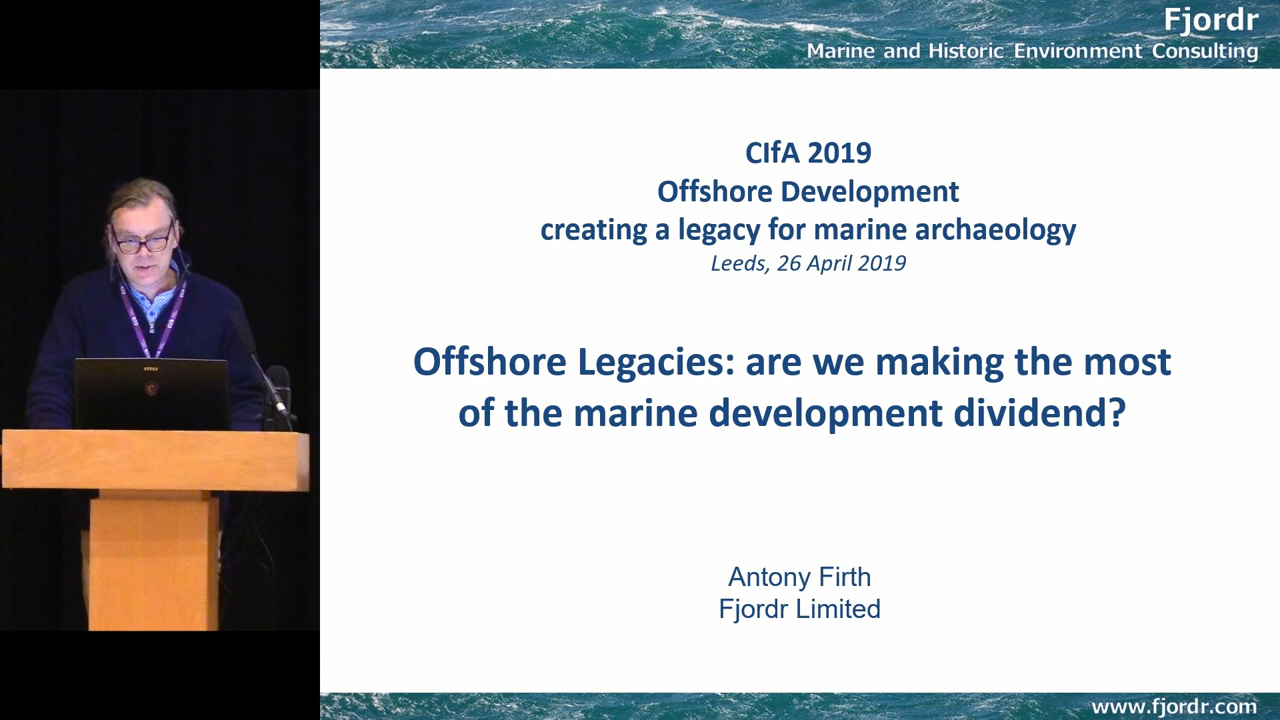 Fjordr
Marine and Historic Environment Consulting
CIfA 2019
Offshore Development
creating a legacy for marine archaeology
Leeds, 26 April 2019
Offshore Legacies: are we making the most
of the marine development dividend?
Antony Firth
Fjordr Limited
www.fjordr.com
msi